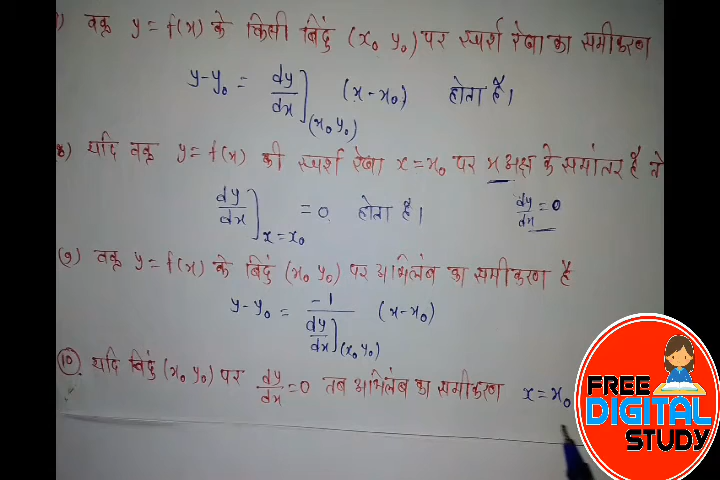 ) वक्र y = f(x) के किसी बिंदु (x₀ y₀) पर स्पर्श रेखा का समीकरण
y-y₀ = dy/dx](x₀ y₀) (x-x₀) होता है।
8) यदि वक्र y = f(x) की स्पर्श रेखा x = x₀ पर x अक्ष के समांतर है तो
dy/dx]x=x₀ = 0 होता है। dy/dx = 0
(9) वक्र y = f(x) के बिंदु (x₀ y₀) पर अभिलंब का समीकरण है
y-y₀ = -1/dy/dx](x₀ y₀) (x-x₀)
(10) यदि बिंदु (x₀ y₀) पर dy/dx = 0 तब अभिलंब का समीकरण x = x₀
FREE
DIGITAL
STUDY